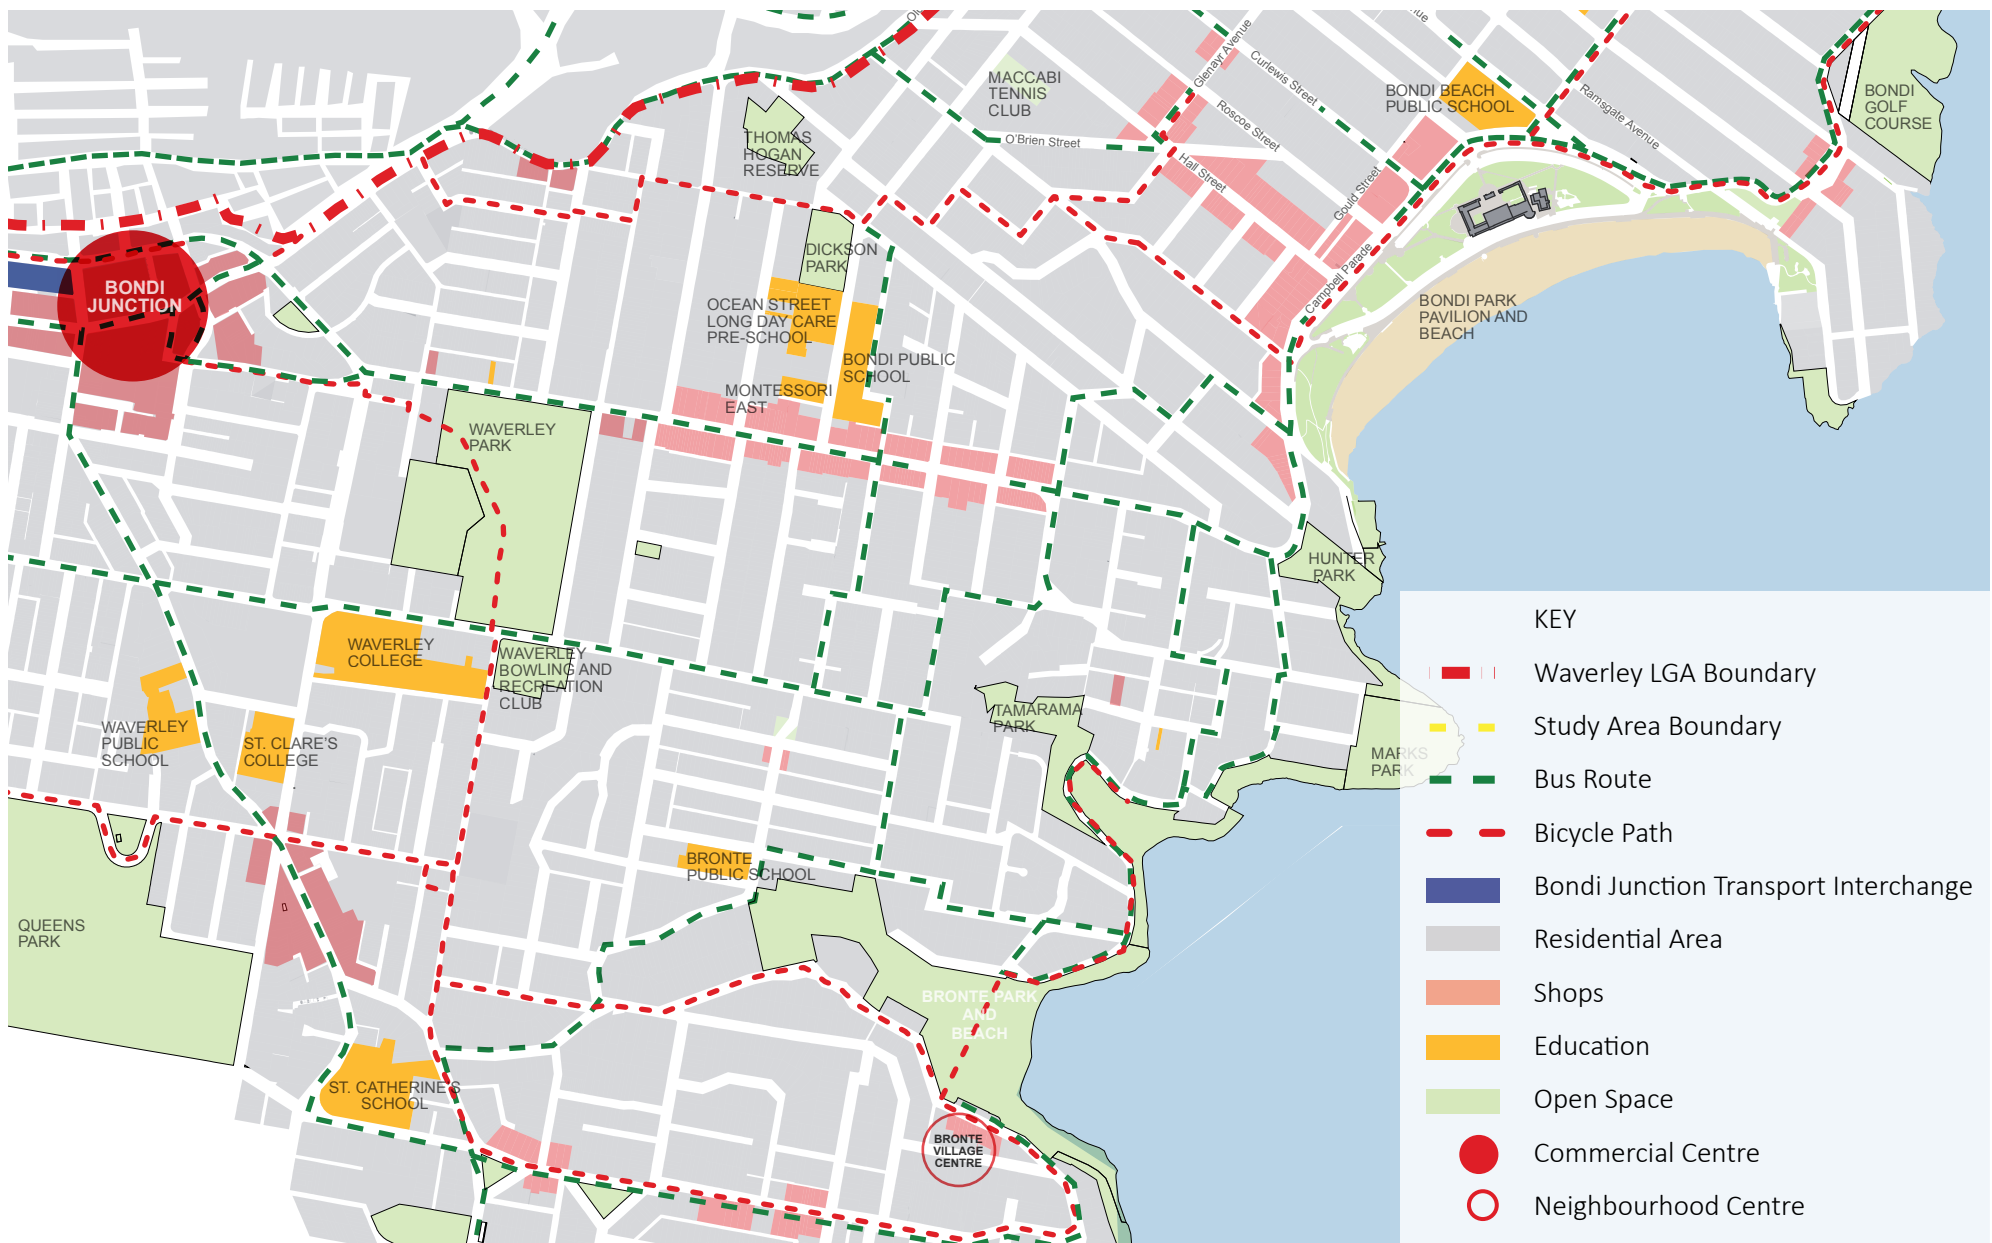 Glenayr Avenue
Curlewis Street
MACCABI
TENNIS
CLUB
BONDI BEACH
PUBLIC SCHOOL
Ramsgate Avenue
BONDI
GOLF
COURSE
Roscoe Street
O'Brien Street
Hall Street
Gould Street
Campbell Parade
THOMAS
HOGAN
RESERVE
DICKSON
PARK
BONDI
JUNCTION
OCEAN STREET
LONG DAY CARE
PRE-SCHOOL
BONDI PUBLIC
SCHOOL
MONTESSORI
EAST
BONDI PARK
PAVILION AND
BEACH
WAVERLEY
PARK
HUNTER
PARK
WAVERLEY
COLLEGE
WAVERLEY
BOWLING AND
RECREATION
CLUB
WAVERLEY
PUBLIC
SCHOOL
ST. CLARE'S
COLLEGE
TAMARAMA
PARK
MARKS
PARK
BRONTE
PUBLIC SCHOOL
QUEENS
PARK
BRONTE PARK
AND
BEACH
ST. CATHERINE'S
SCHOOL
BRONTE
VILLAGE
CENTRE
KEY
Waverley LGA Boundary
Study Area Boundary
Bus Route
Bicycle Path
Bondi Junction Transport Interchange
Residential Area
Shops
Education
Open Space
Commercial Centre
Neighbourhood Centre